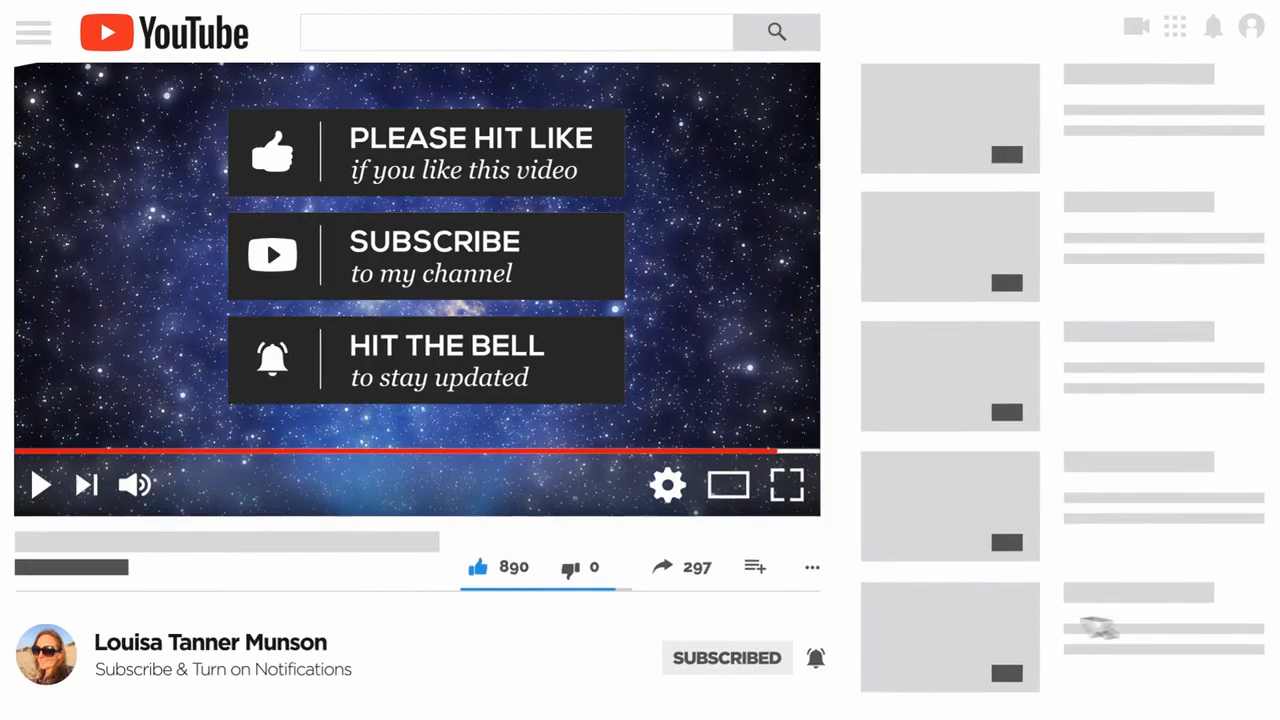 YouTube
PLEASE HIT LIKE
if you like this video
SUBSCRIBE
to my channel
HIT THE BELL
to stay updated
890 0 297
Louisa Tanner Munson
Subscribe & Turn on Notifications
SUBSCRIBED